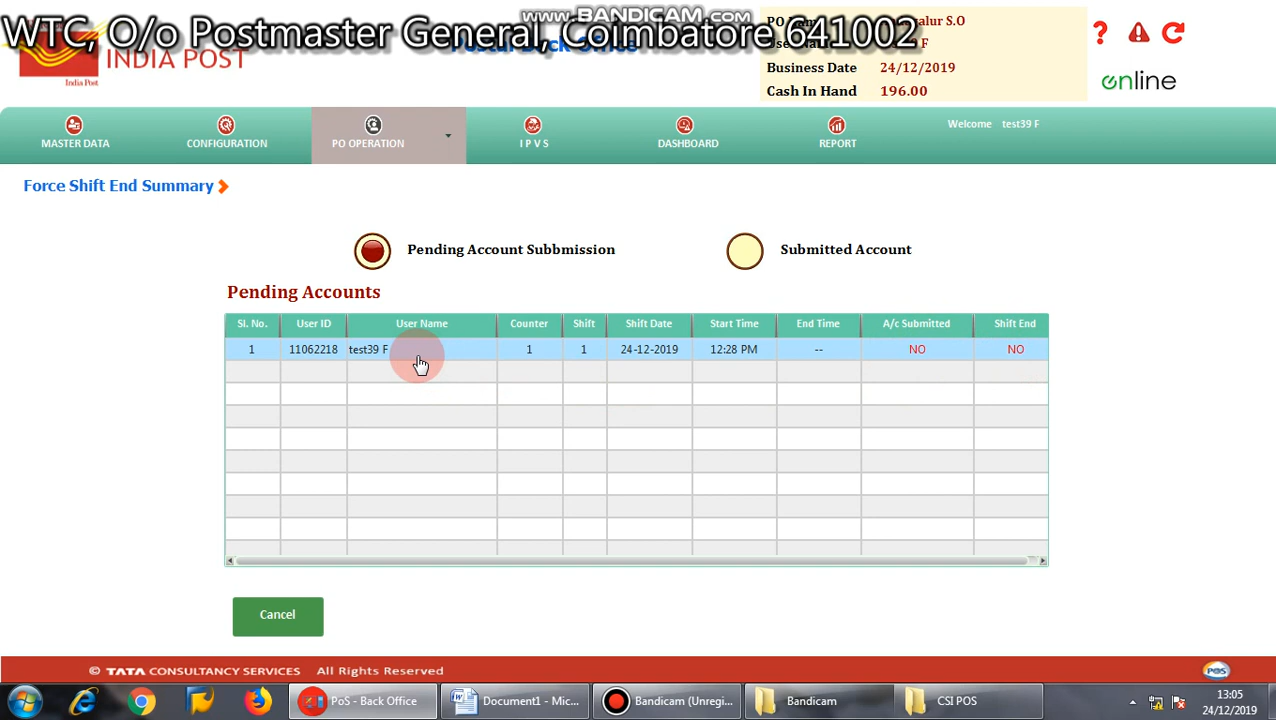 www.BANDICAM.com
WTC, O/o Postmaster General, Coimbatore 641002
INDIA POST
India Post
S.O
F
Business Date 24/12/2019
Cash In Hand 196.00
online
MASTER DATA
CONFIGURATION
PO OPERATION
I P V S
DASHBOARD
REPORT
Welcome test39 F
Force Shift End Summary
Pending Account Subbmission
Submitted Account
Pending Accounts
Sl. No. User ID User Name Counter Shift Shift Date Start Time End Time A/c Submitted Shift End
1 11062218 test39 F 1 1 24-12-2019 12:28 PM -- NO NO
Cancel
© TATA CONSULTANCY SERVICES All Rights Reserved
POS
PoS - Back Office
Document1 - Mic...
Bandicam (Unregi...
Bandicam
CSI POS
13:05
24/12/2019